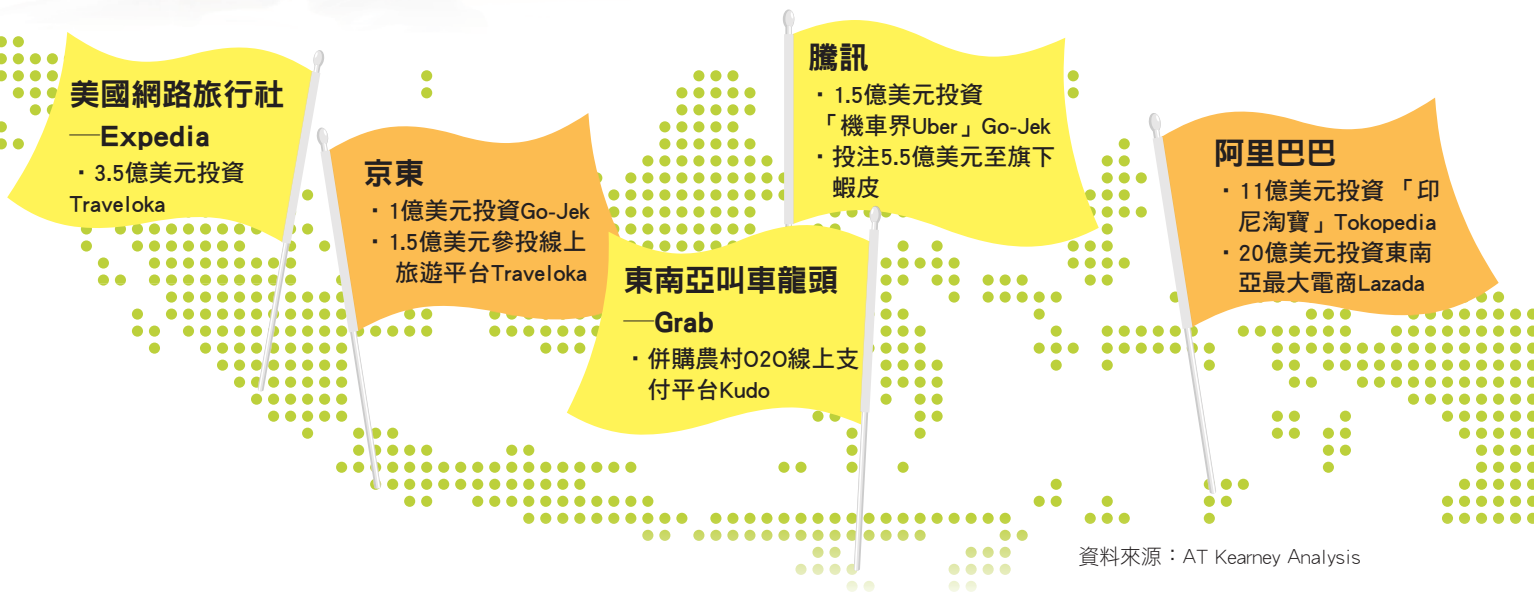 美國網路旅行社
—Expedia
・3.5億美元投資
Traveloka
京東
・1億美元投資Go-Jek
・1.5億美元參投線上
旅遊平台Traveloka
騰訊
・1.5億美元投資
「機車界Uber」Go-Jek
・投注5.5億美元至旗下
蝦皮
東南亞叫車龍頭
—Grab
・併購農村O2O線上支
付平台Kudo
阿里巴巴
・11億美元投資 「印
尼淘寶」Tokopedia
・20億美元投資東南
亞最大電商Lazada
資料來源：AT Kearney Analysis